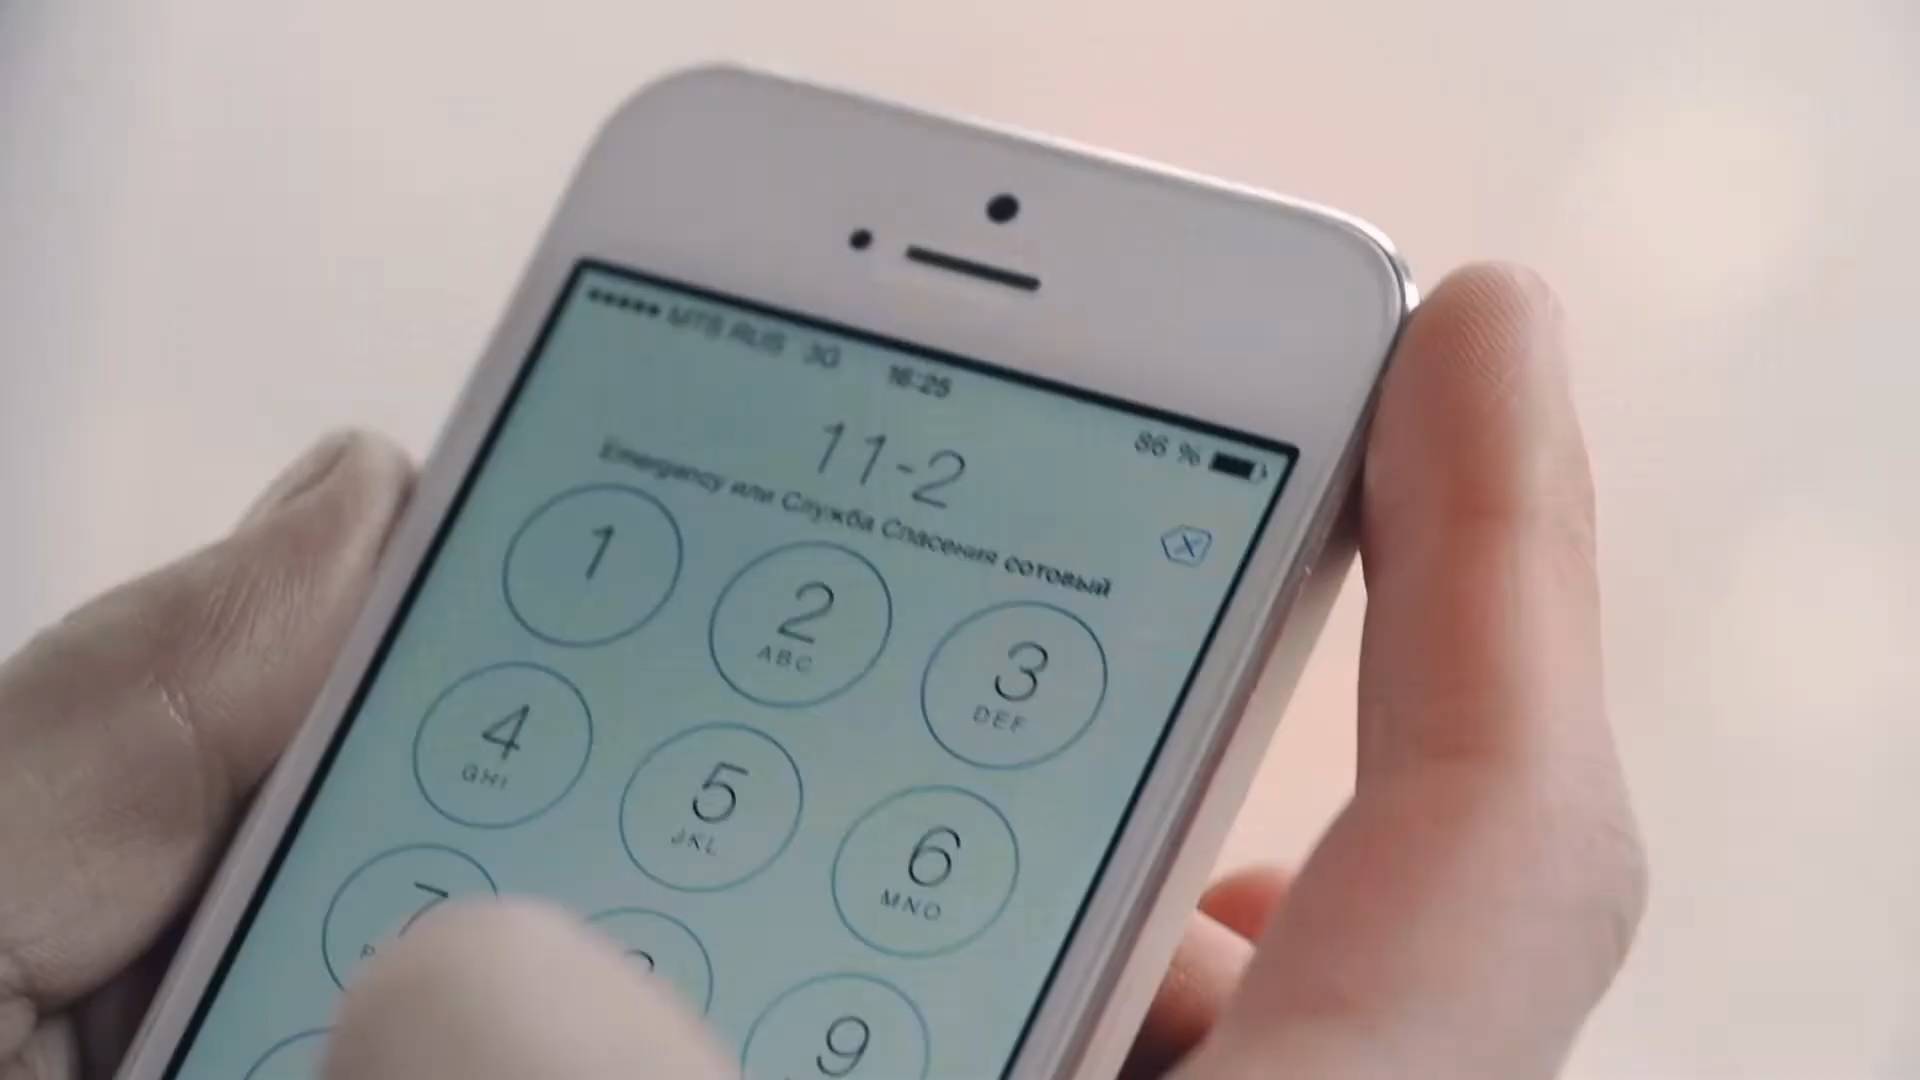 MTS RUS 3G 16:25 86 %
11-2
Emergency или Служба Спасения сотовый
1 2 3
ABC DEF
4 5 6
GHI JKL MNO
7
9